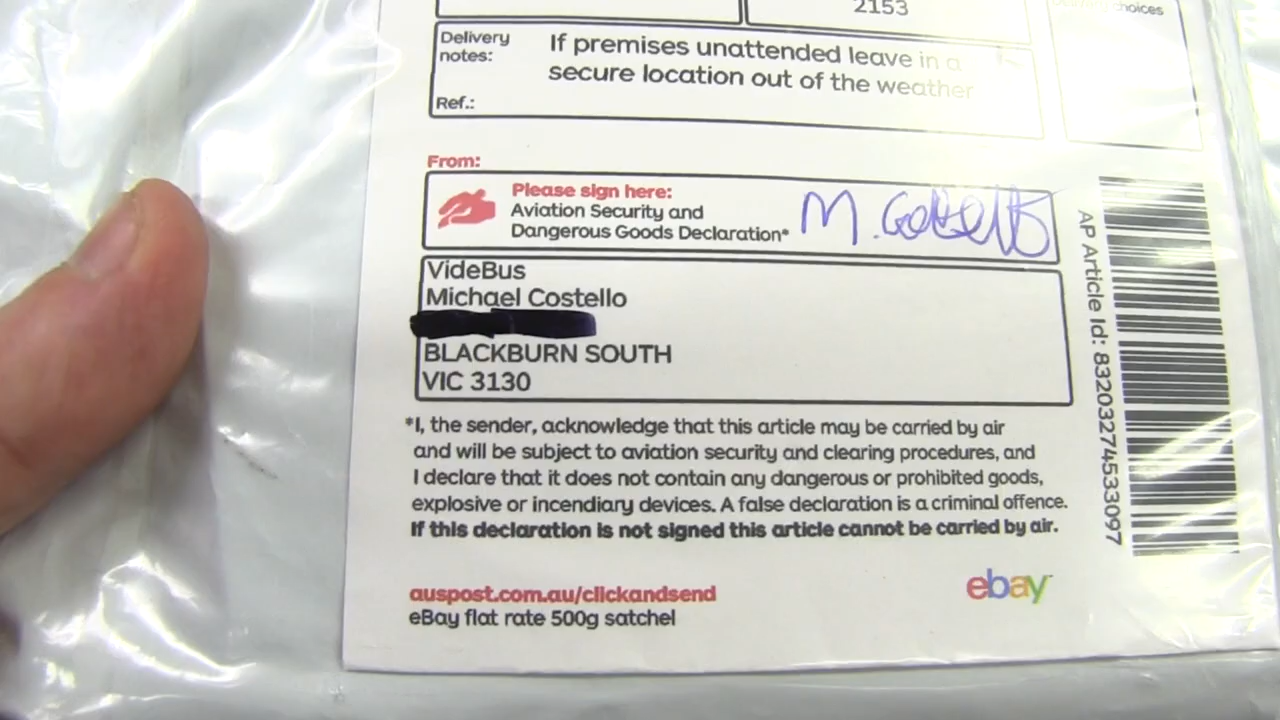 2153
choices
Delivery
notes:
If premises unattended leave in a
secure location out of the weather
Ref.:
From:
Please sign here:
Aviation Security and
Dangerous Goods Declaration*
M. Costello
VideBus
Michael Costello
BLACKBURN SOUTH
VIC 3130
*I, the sender, acknowledge that this article may be carried by air
and will be subject to aviation security and clearing procedures, and
I declare that it does not contain any dangerous or prohibited goods,
explosive or incendiary devices. A false declaration is a criminal offence.
If this declaration is not signed this article cannot be carried by air.
auspost.com.au/clickandsend
eBay flat rate 500g satchel
ebay
AP Article Id: 8320327453​3097